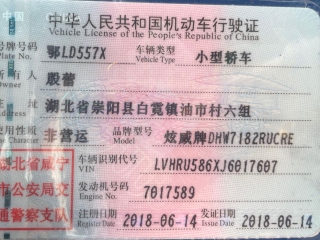 中华人民共和国机动车行驶证
Vehicle License of the People's Republic of China
号牌号码 鄂LD557X 车辆类型 小型轿车
Plate No. Vehicle Type
殷蕾
址 湖北省崇阳县白霓镇油市村六组
使用性质 非营运 品牌型号 炫威牌DHW7182RUCRE
Use Character Model
湖北省咸宁 车辆识别代号 LVHRU586XJ6017607
VIN
市公安局交 发动机号码 7017589
Engine No.
通警察支队 注册日期 2018-06-14 发证日期 2018-06-14
Register Date Issue Date